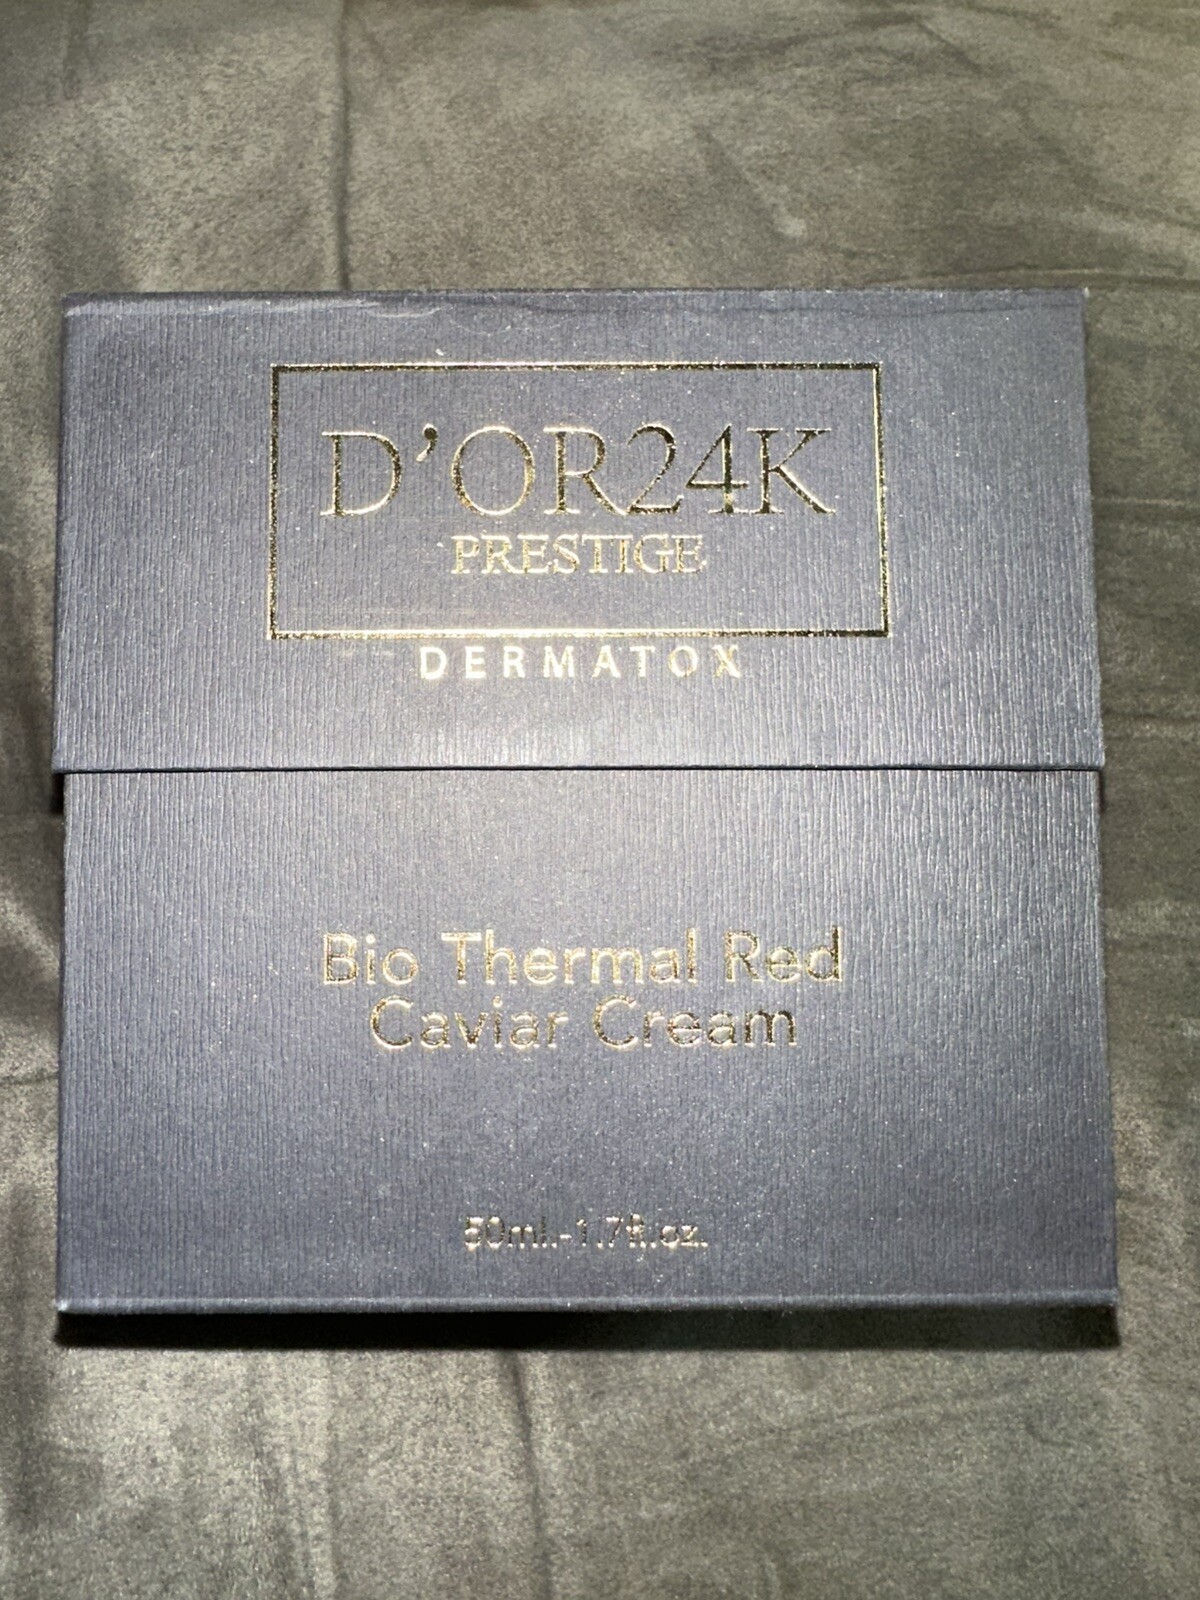 D'OR24K
PRESTIGE
DERMATOX
Bio Thermal Red
Caviar Cream
50ml.-1.7fl.oz.